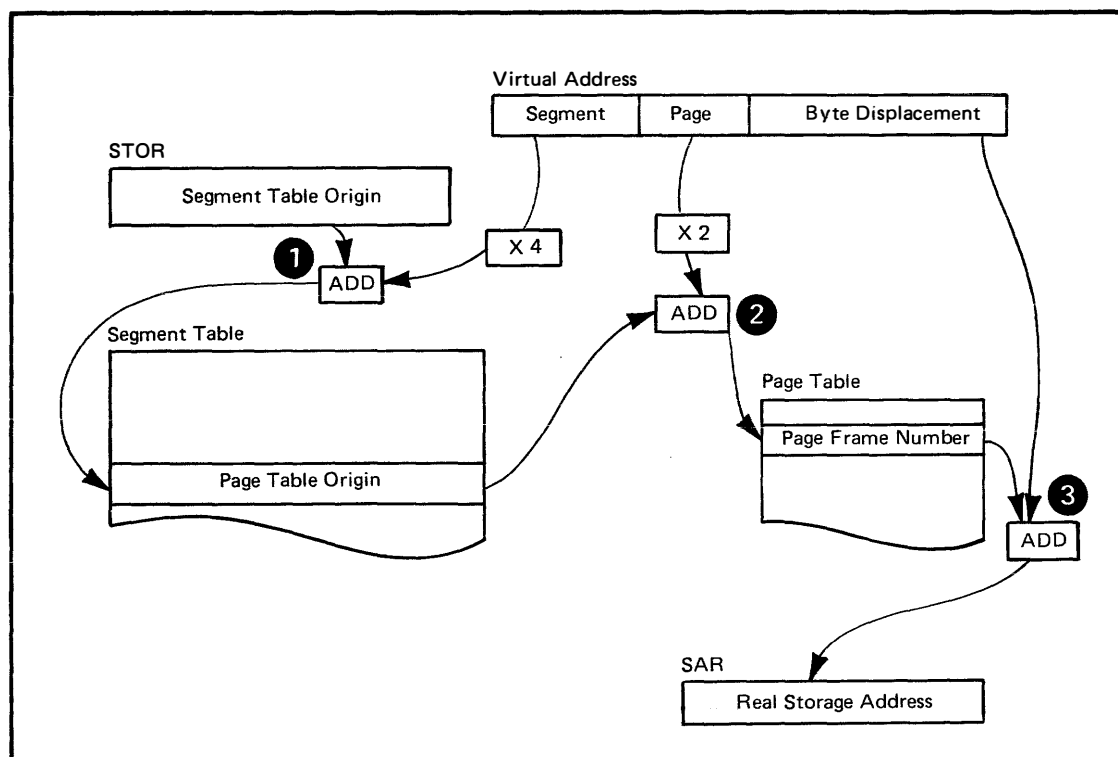 Virtual Address
Segment Page Byte Displacement
STOR
Segment Table Origin
X 4
X 2
1
ADD
ADD
2
Segment Table
Page Table
Page Frame Number
Page Table Origin
3
ADD
SAR
Real Storage Address